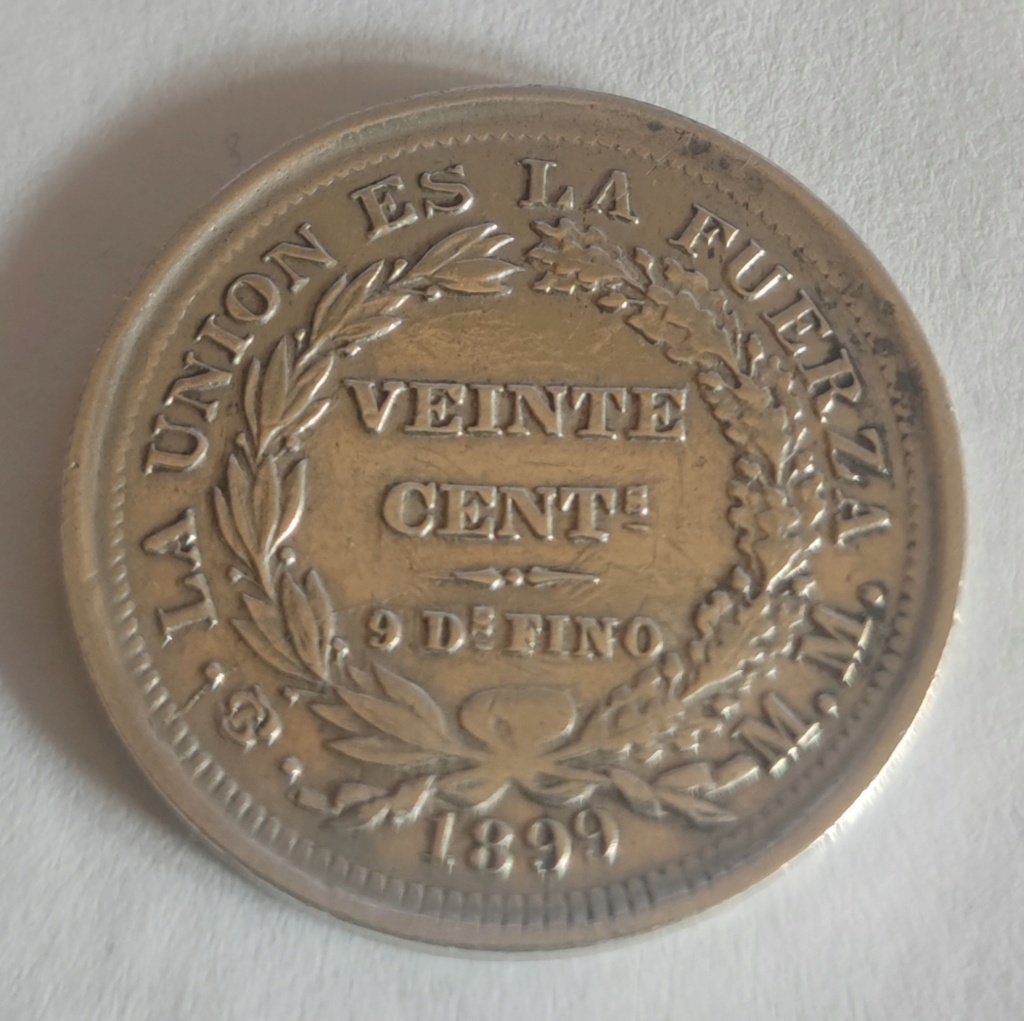 LA UNION ES LA FUERZA
VEINTE
CENTS
9 DS FINO
M. M.
1899